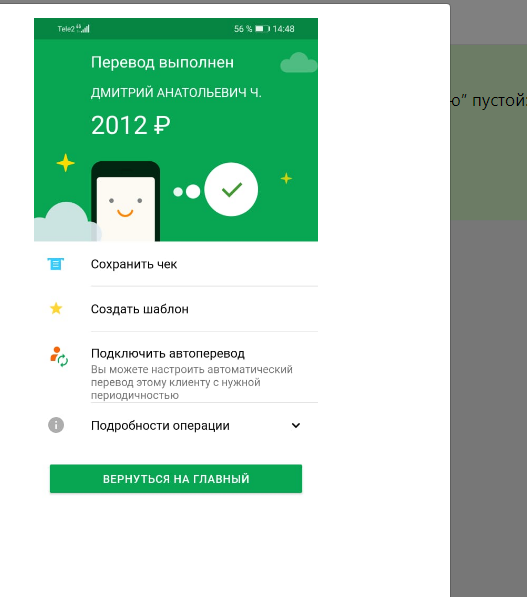 Tele2 56 % 14:48
Перевод выполнен
ДМИТРИЙ АНАТОЛЬЕВИЧ Ч.
ю" пустой
2012 ₽
Сохранить чек
Создать шаблон
Подключить автоперевод
Вы можете настроить автоматический
перевод этому клиенту с нужной
периодичностью
Подробности операции
ВЕРНУТЬСЯ НА ГЛАВНЫЙ